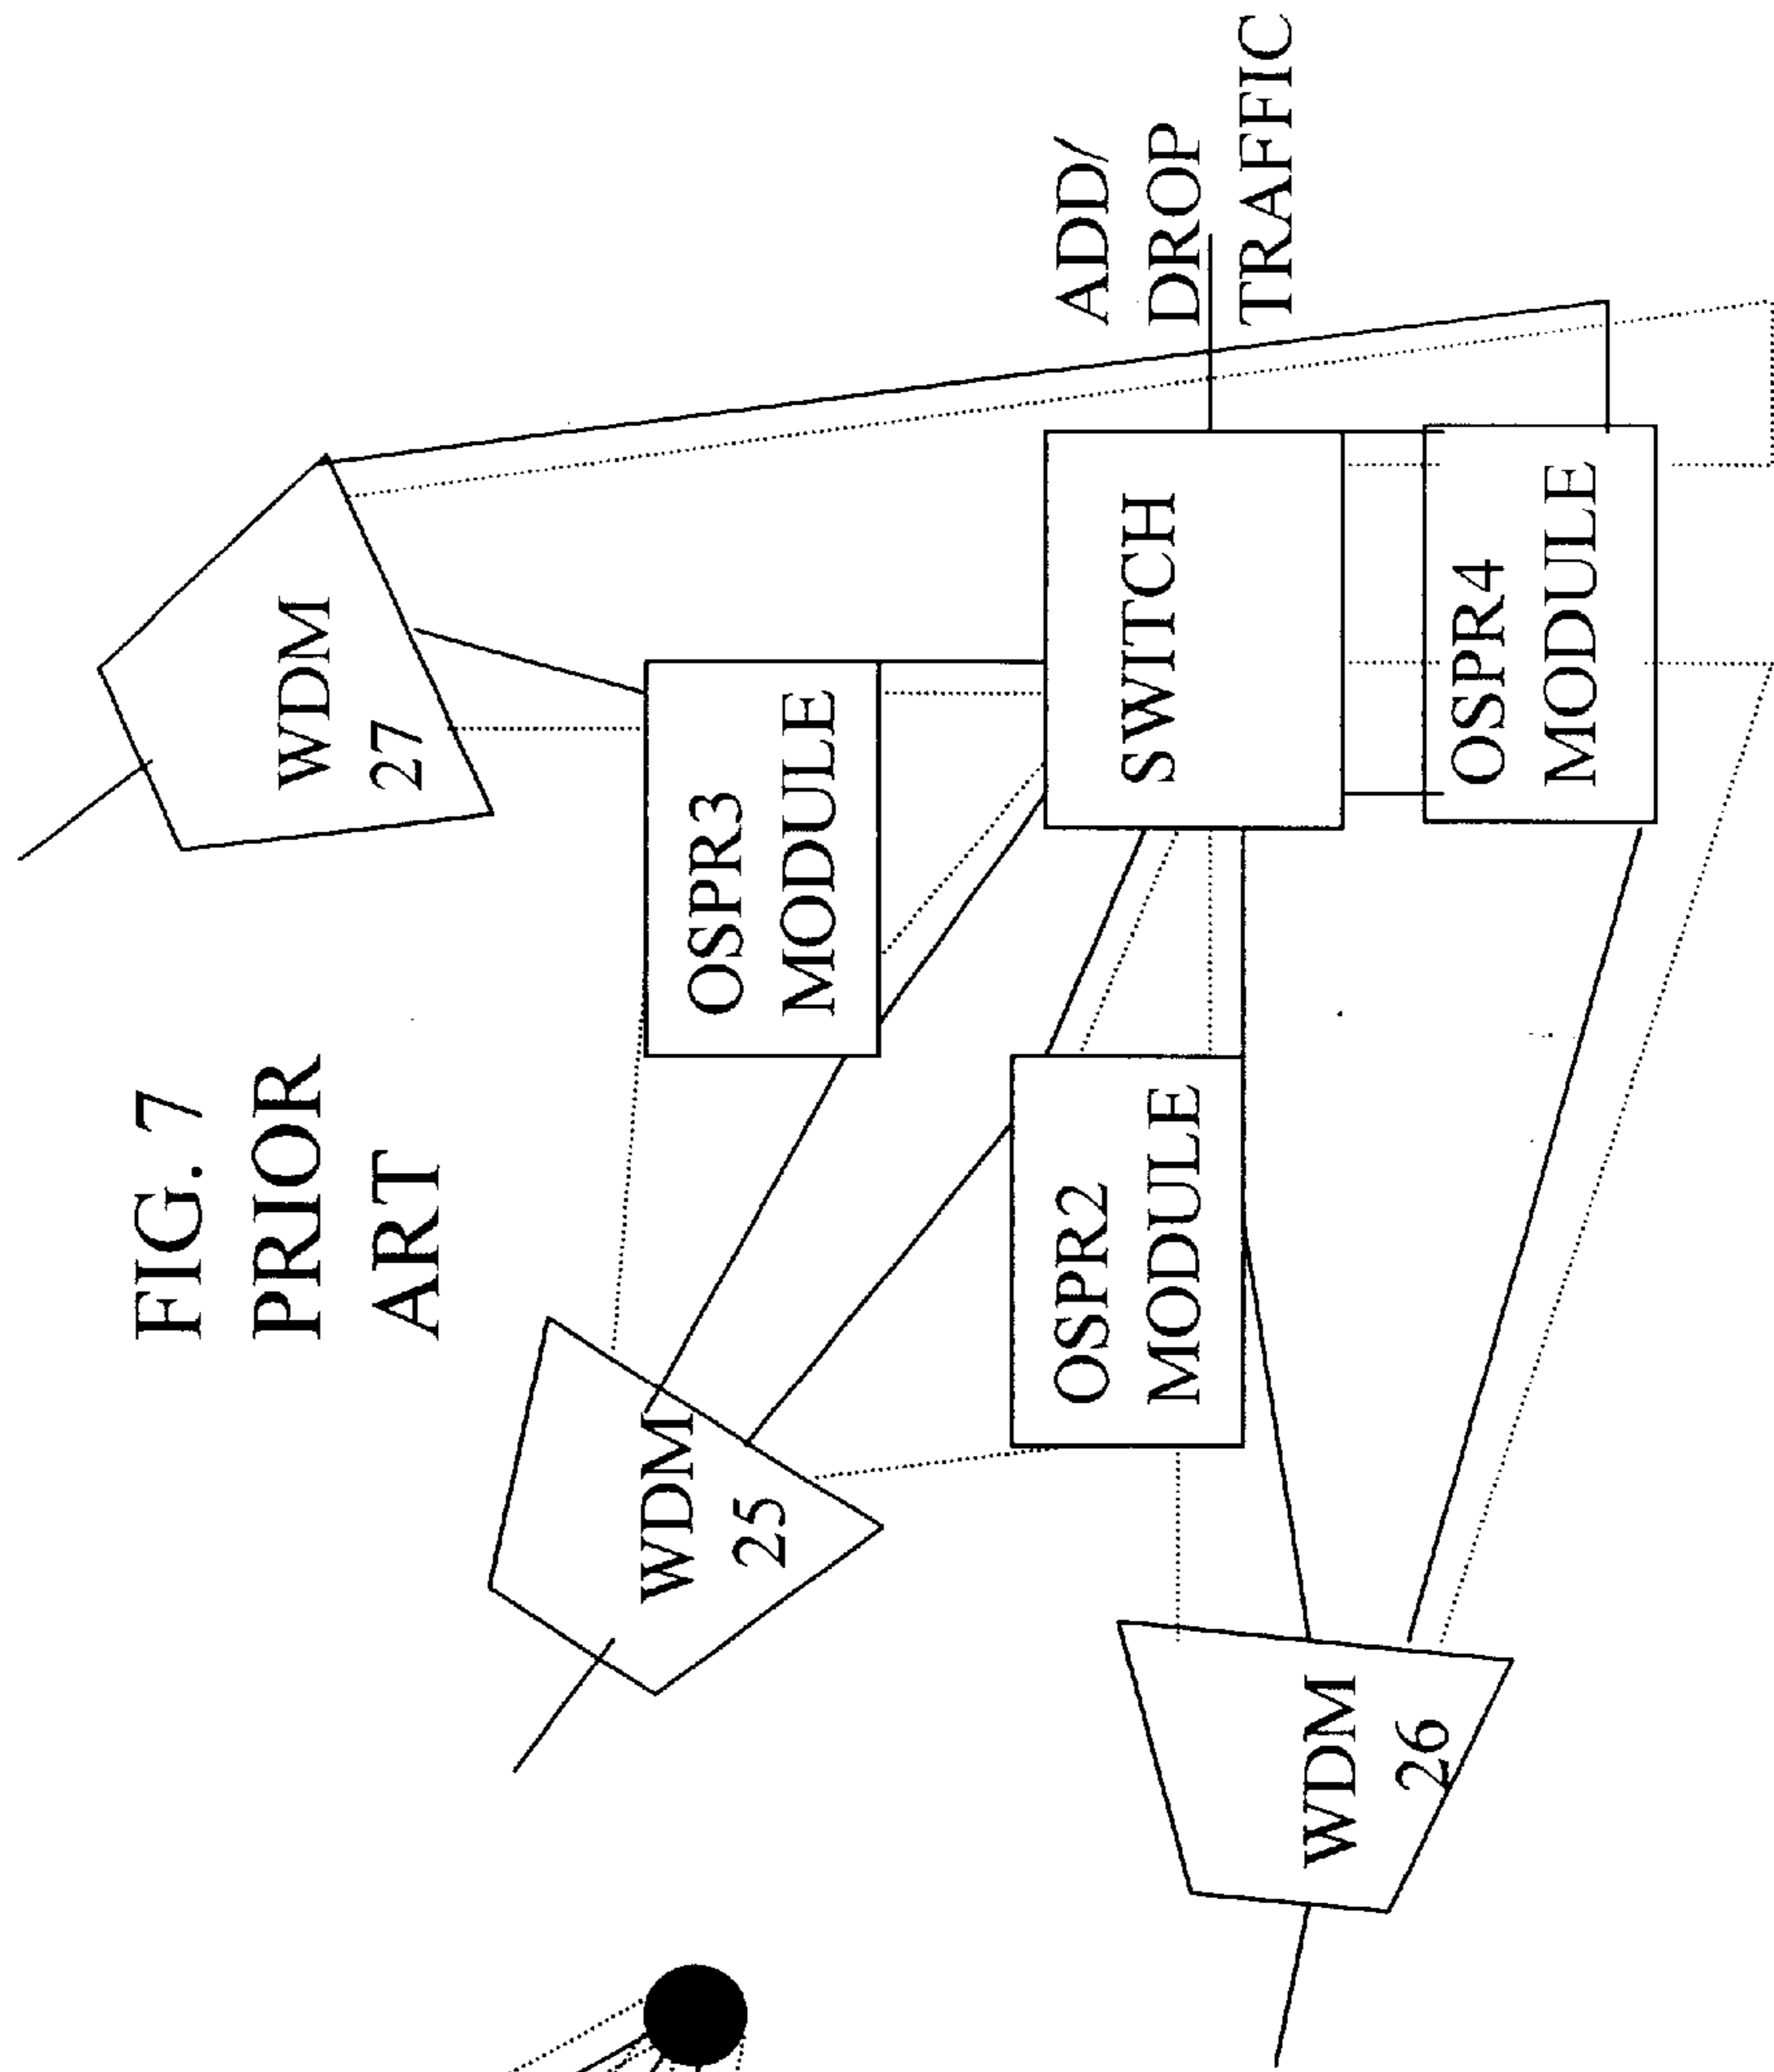 FIG. 7
PRIOR
ART
WDM
27
WDM
25
OSPR3
MODULE
ADD/
DROP
TRAFFIC
SWITCH
OSPR2
MODULE
OSPR4
MODULE
WDM
26